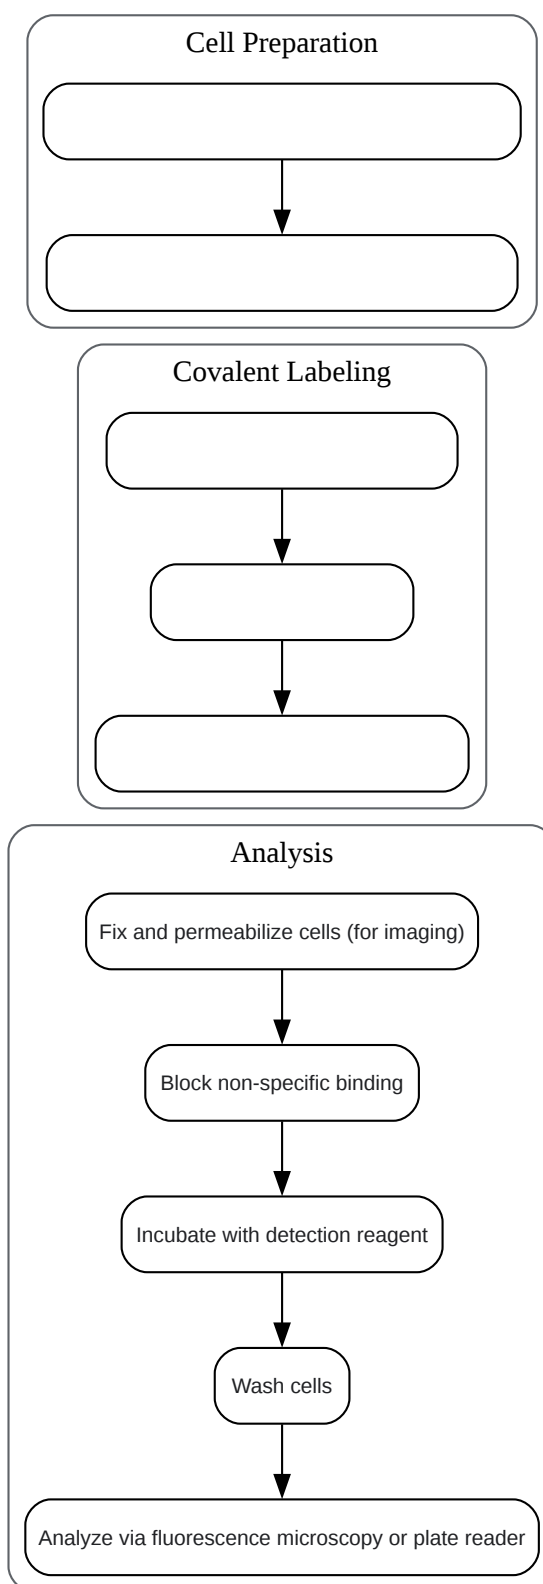 Cell Preparation
Covalent Labeling
Analysis
Fix and permeabilize cells (for imaging)
Block non-specific binding
Incubate with detection reagent
Wash cells
Analyze via fluorescence microscopy or plate reader